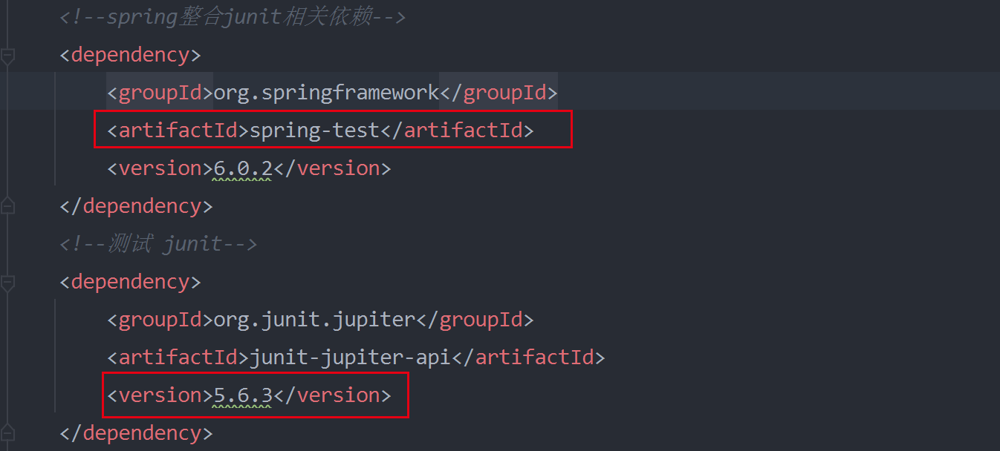 <!--spring整合junit相关依赖-->
<dependency>
<groupId>org.springframework</groupId>
<artifactId>spring-test</artifactId>
<version>6.0.2</version>
</dependency>
<!--测试 junit-->
<dependency>
<groupId>org.junit.jupiter</groupId>
<artifactId>junit-jupiter-api</artifactId>
<version>5.6.3</version>
</dependency>